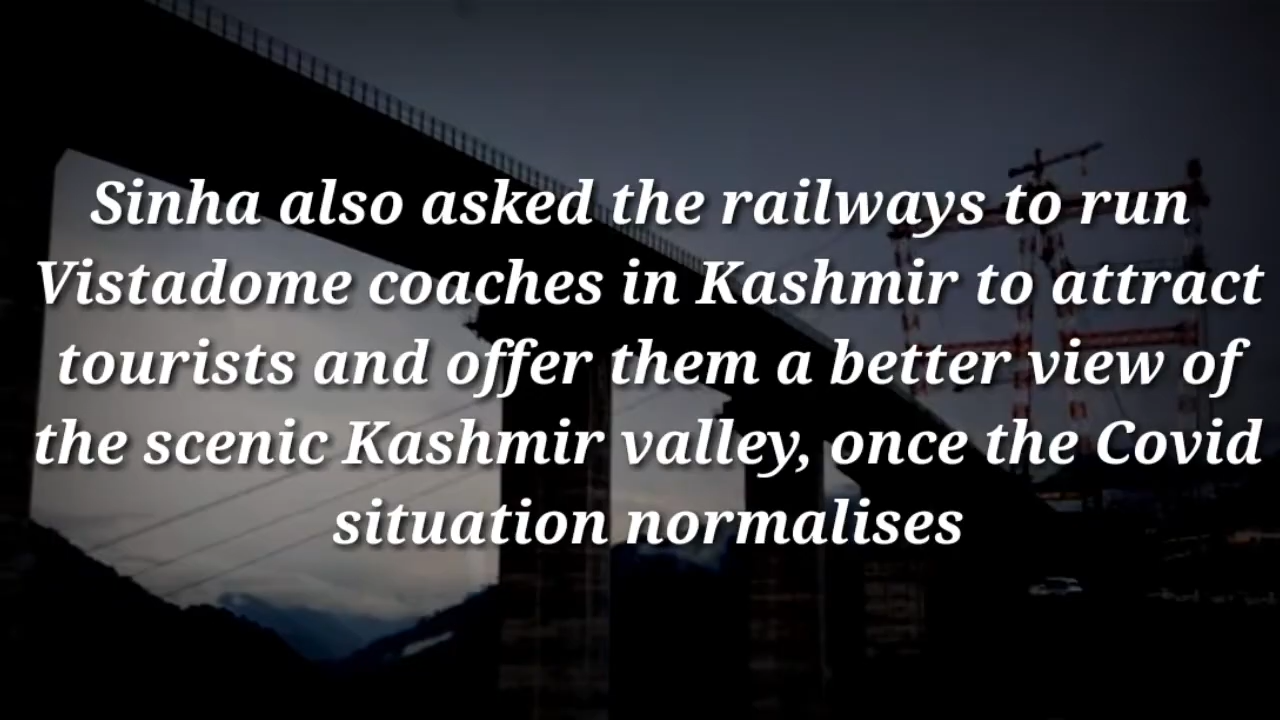 Sinha also asked the railways to run
Vistadome coaches in Kashmir to attract
tourists and offer them a better view of
the scenic Kashmir valley, once the Covid
situation normalises